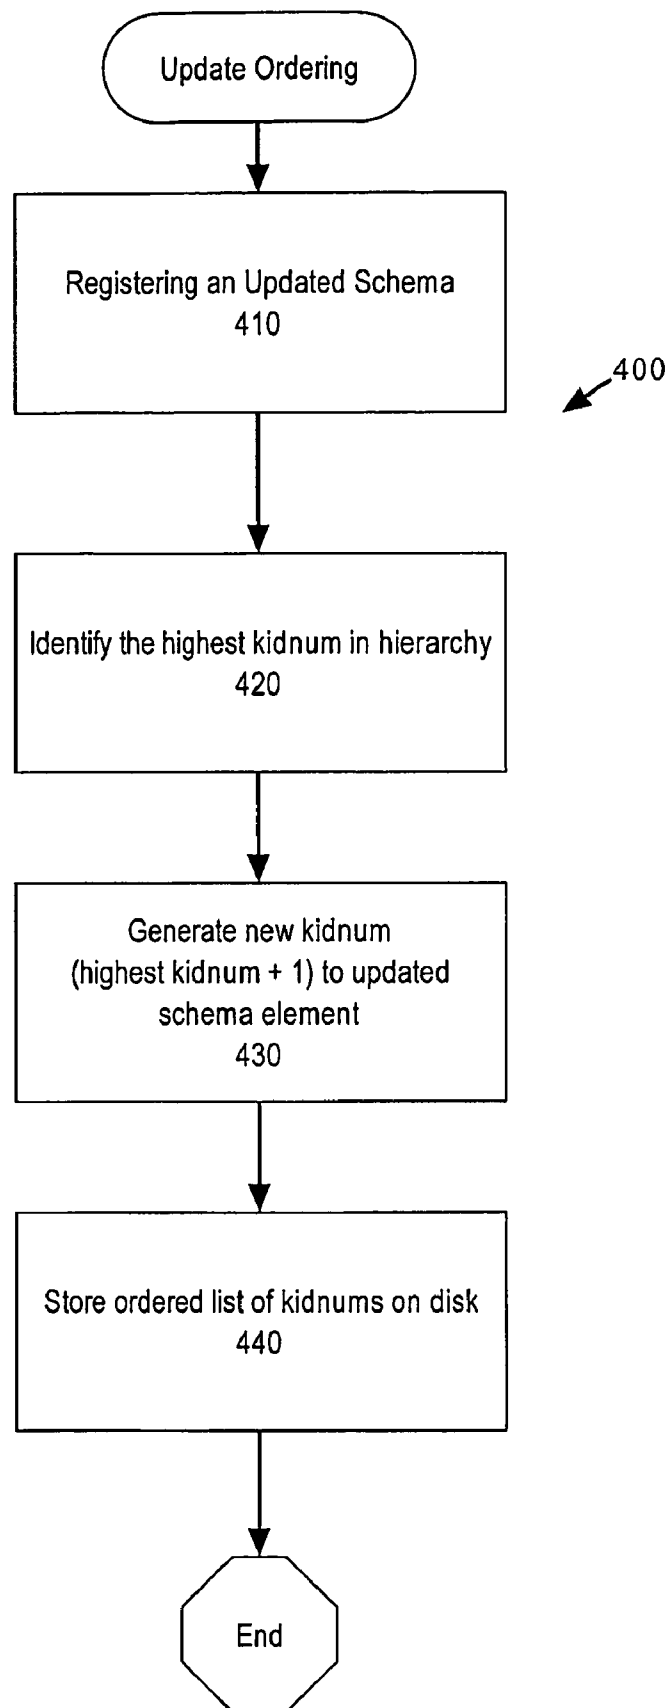 Update Ordering
Registering an Updated Schema
410
400
Identify the highest kidnum in hierarchy
420
Generate new kidnum
(highest kidnum + 1) to updated
schema element
430
Store ordered list of kidnums on disk
440
End